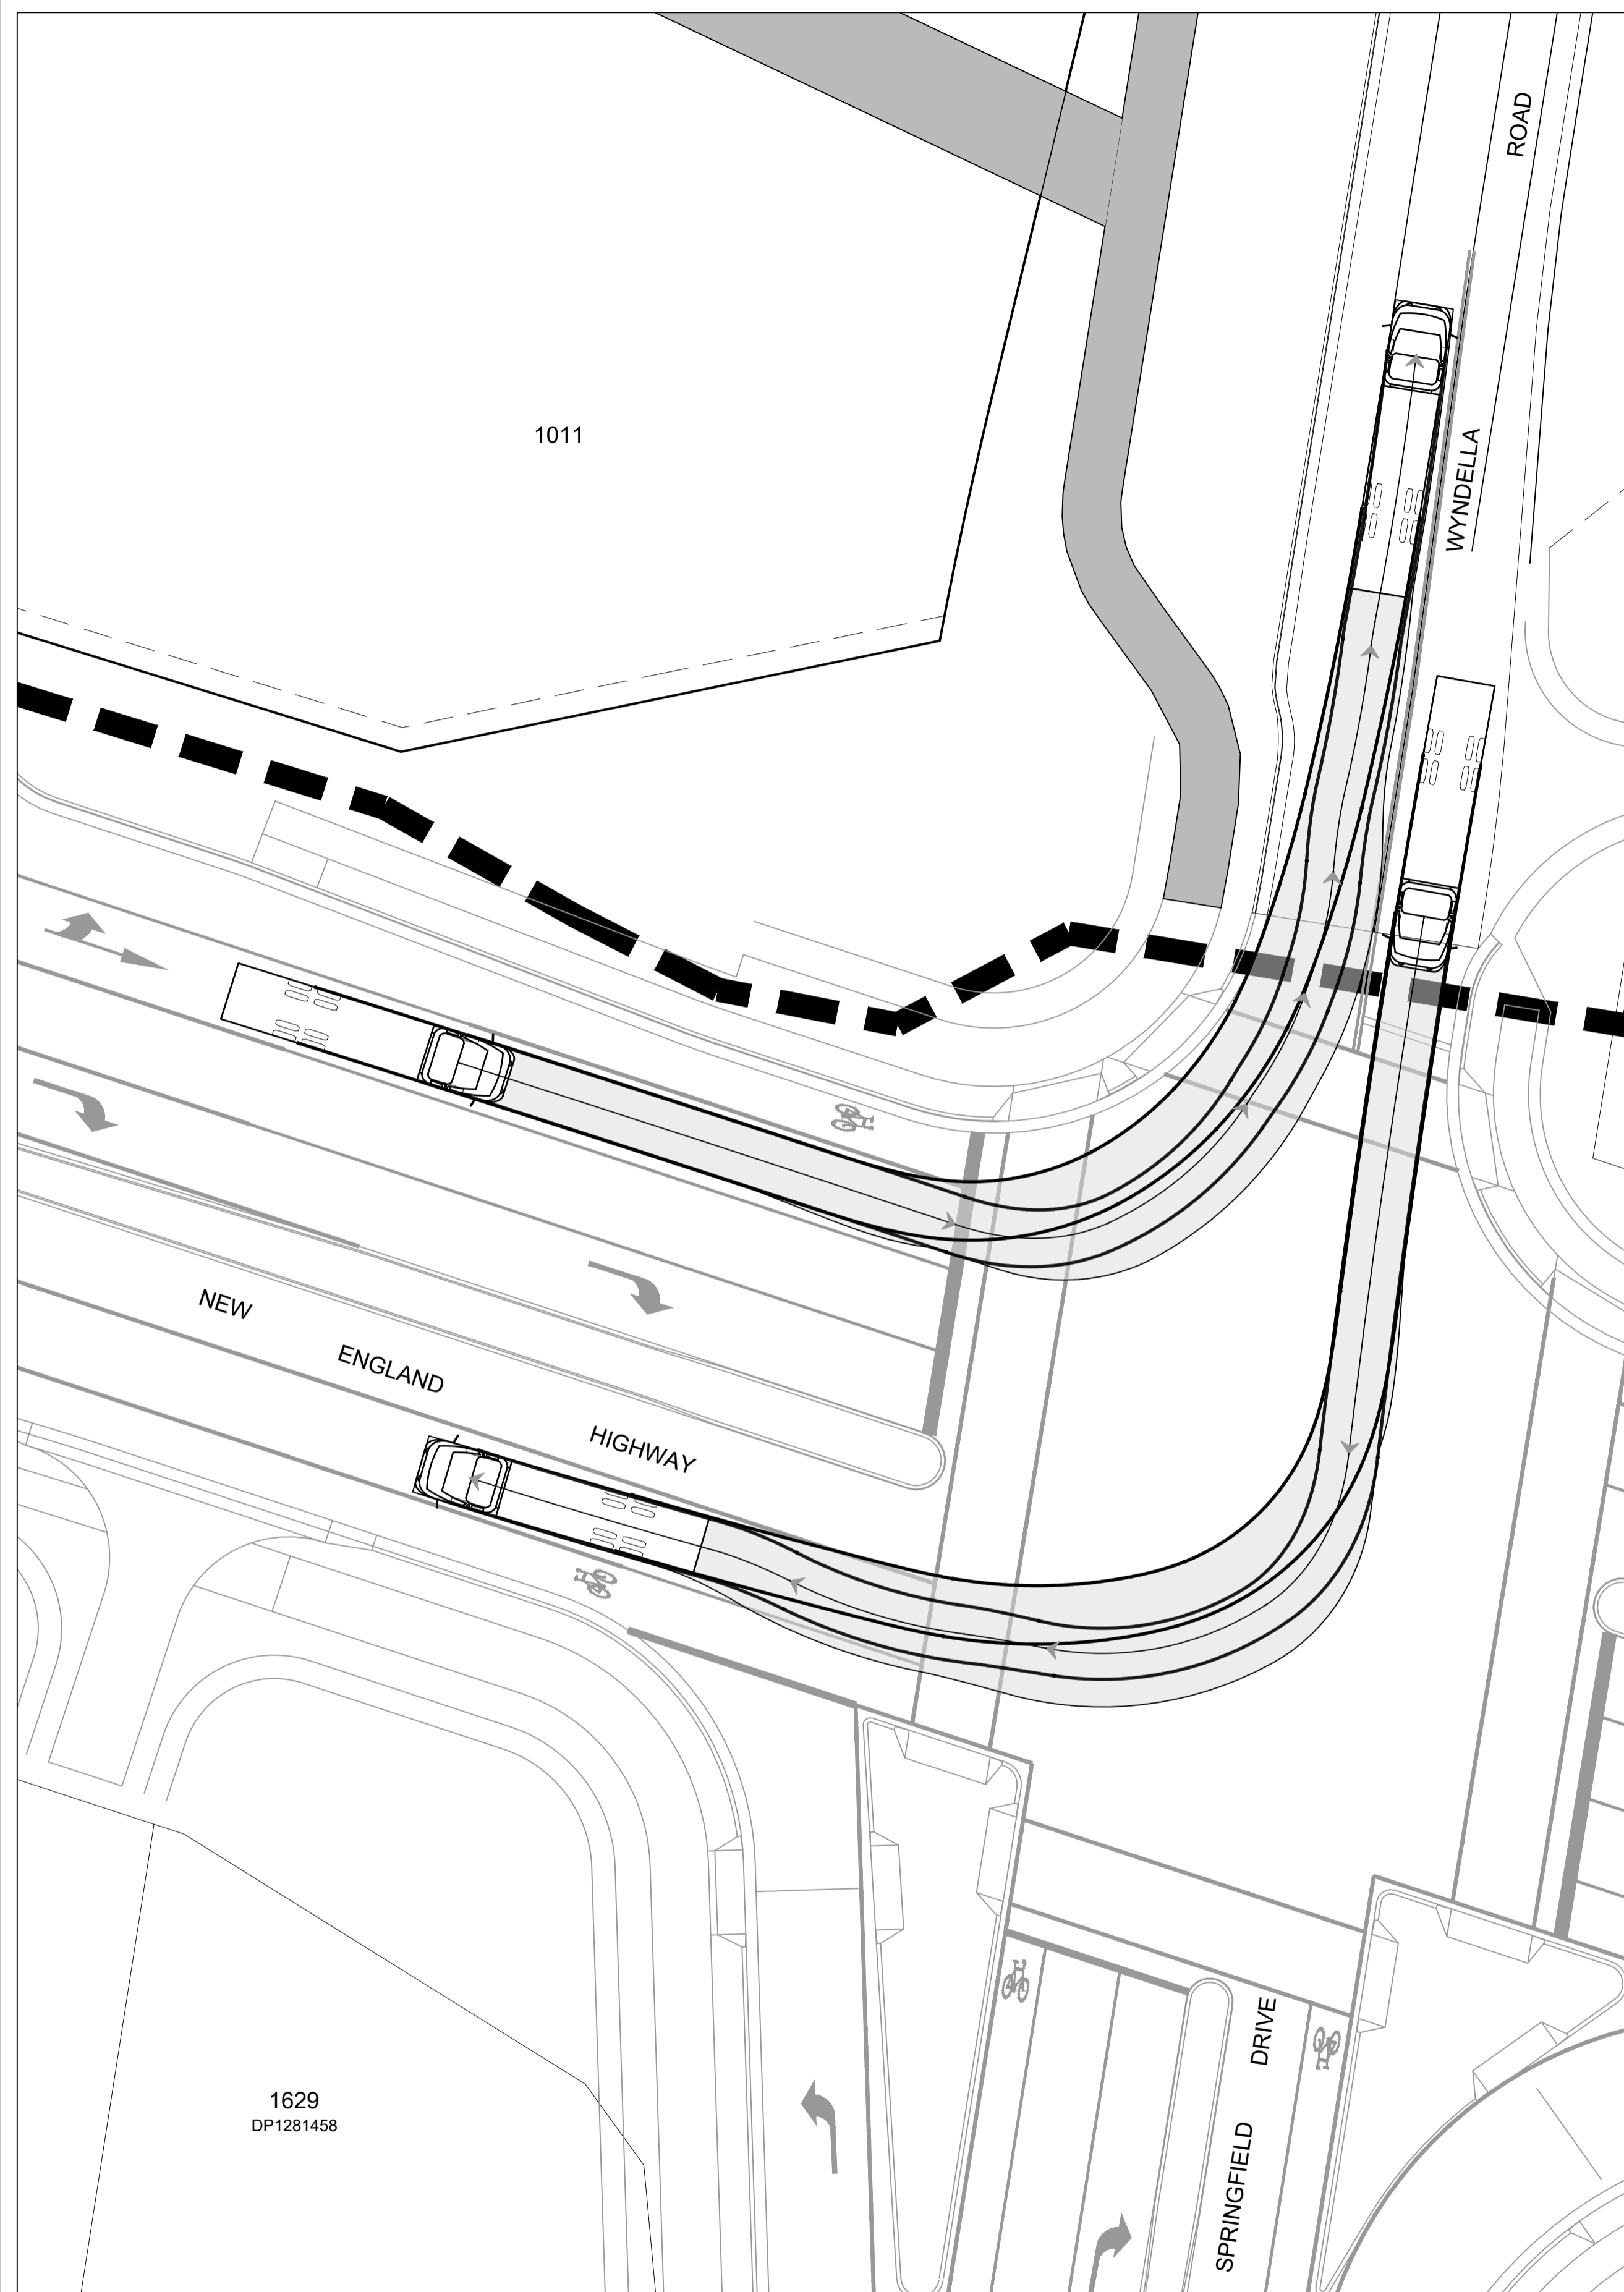 ROAD
WYNDELLA
1011
NEW
ENGLAND
HIGHWAY
DRIVE
SPRINGFIELD
1629
DP1281458